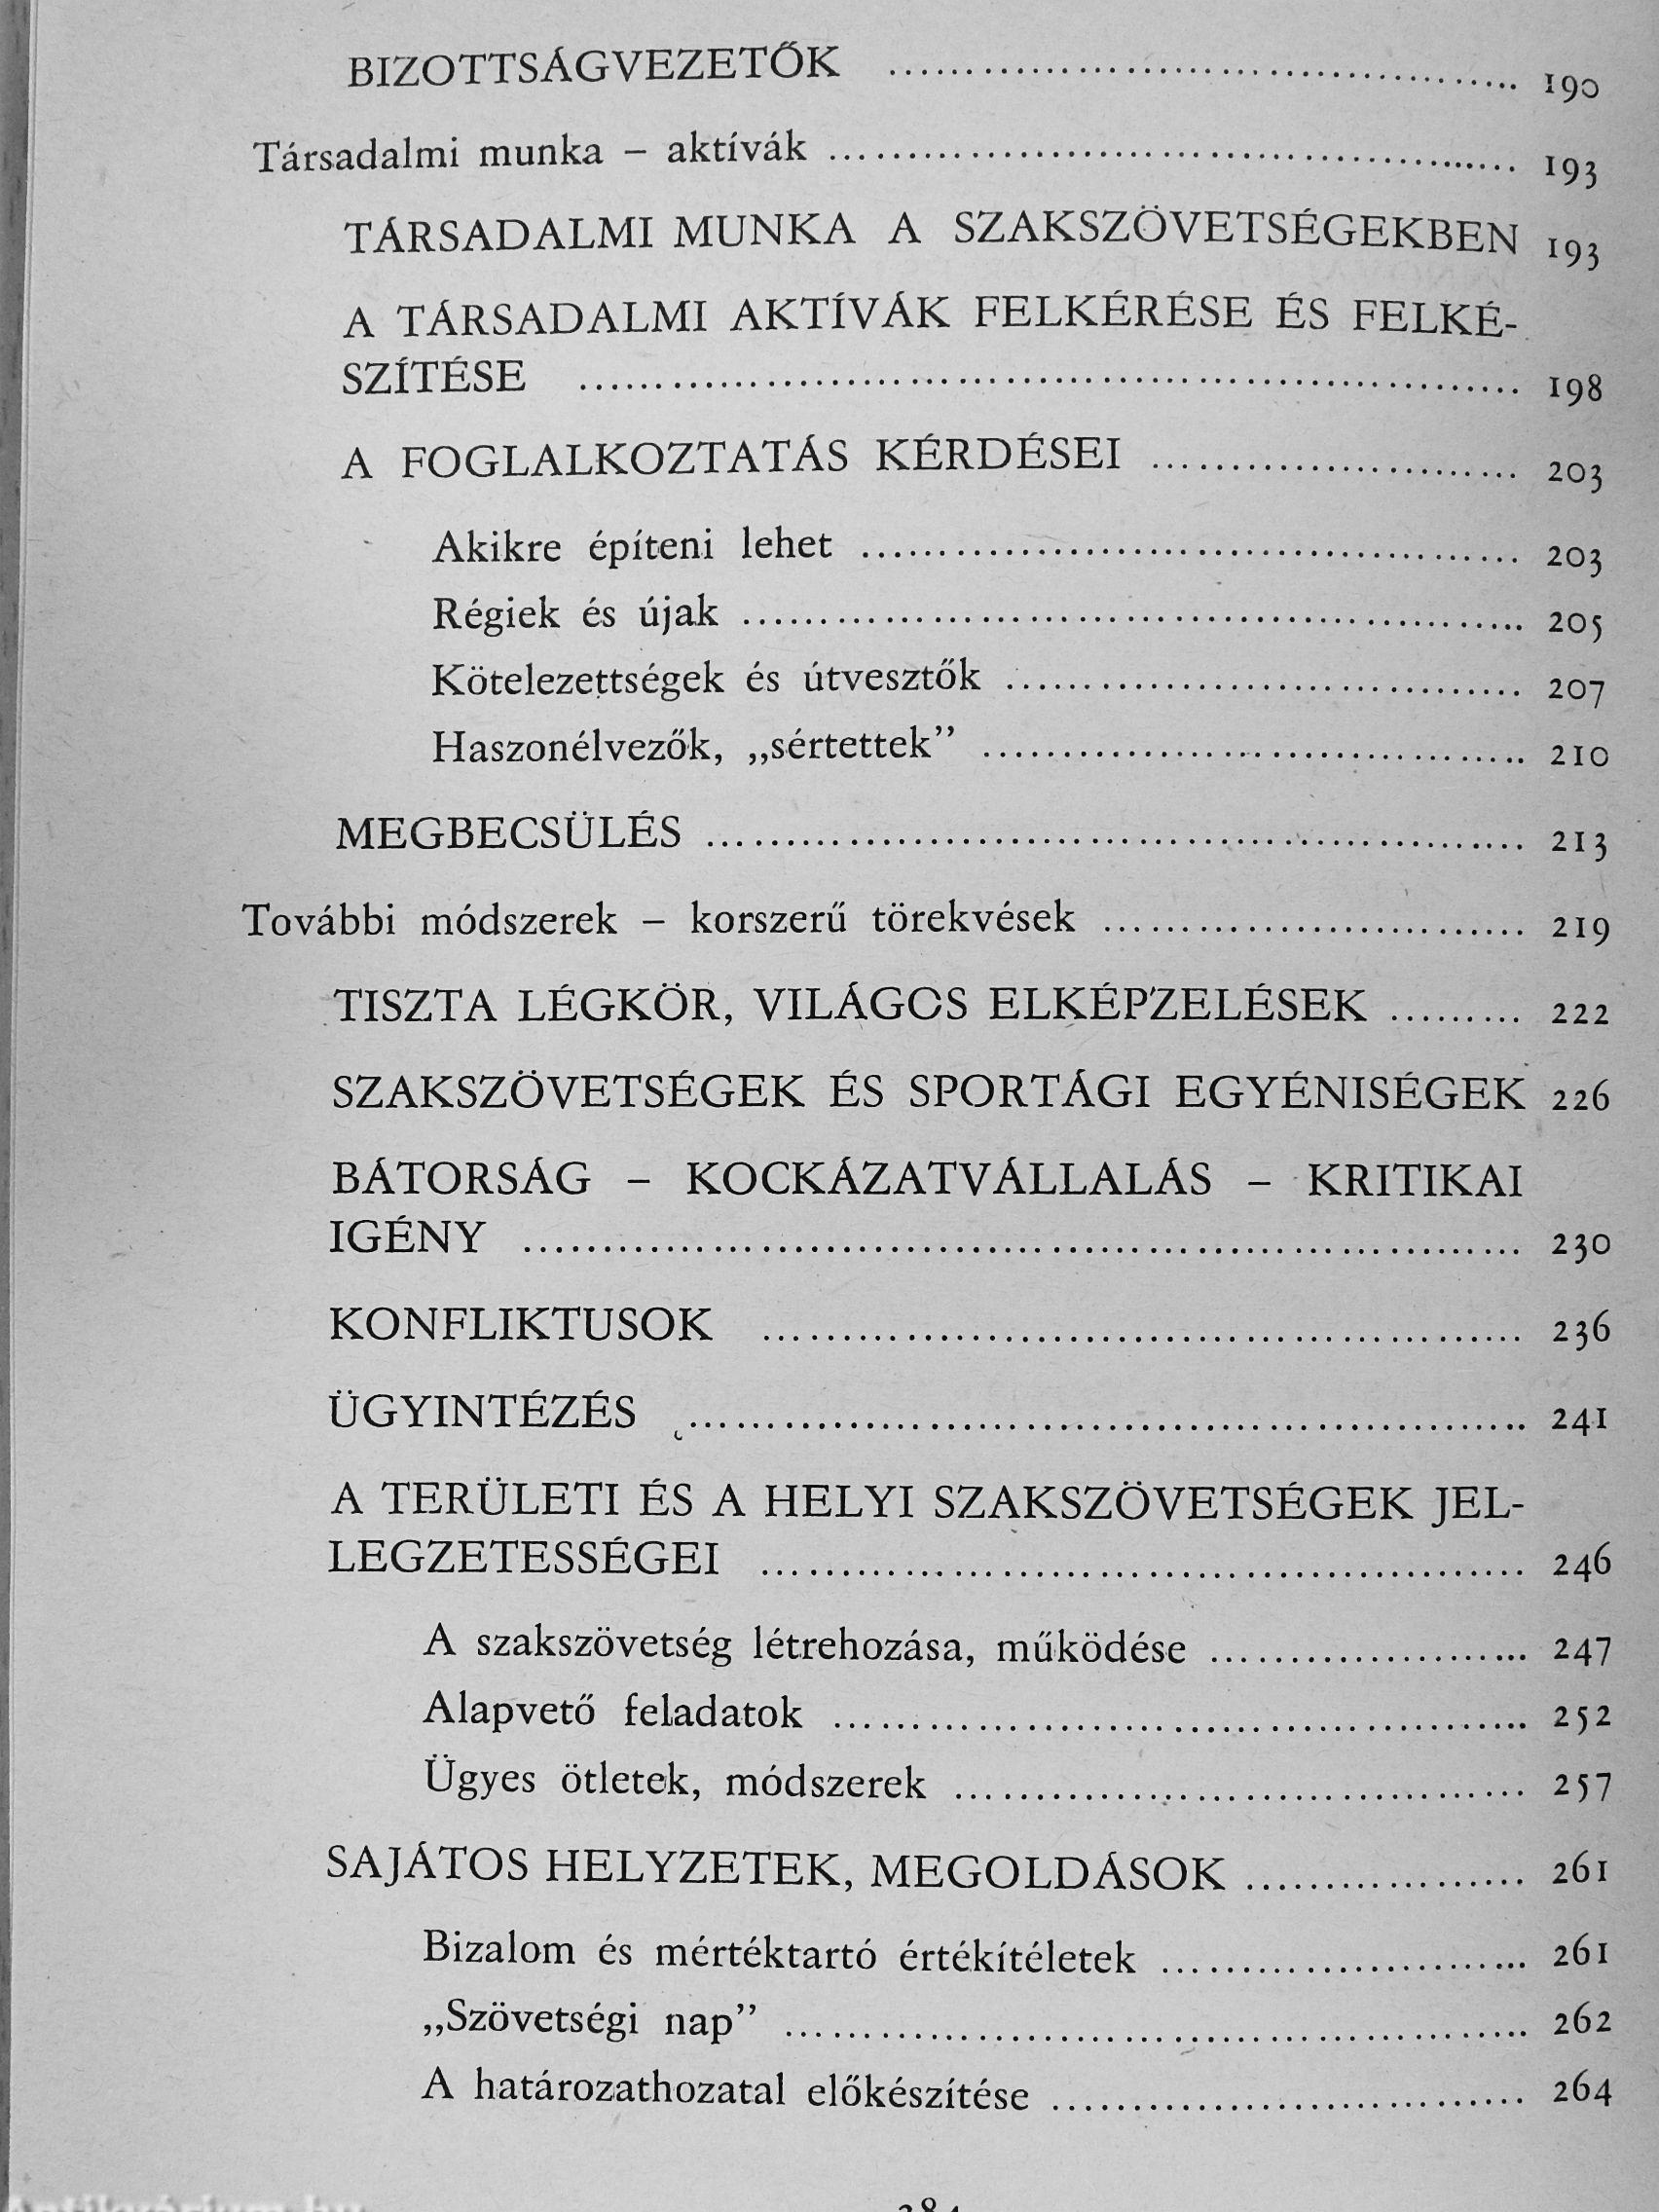 BIZOTTSÁGVEZETŐK ........................................ 190
Társadalmi munka – aktívák ........................................ 193
TÁRSADALMI MUNKA A SZAKSZÖVETSÉGEKBEN 193
A TÁRSADALMI AKTÍVÁK FELKÉRÉSE ÉS FELKÉ-
SZÍTÉSE ........................................ 198
A FOGLALKOZTATÁS KÉRDÉSEI ........................ 203
Akikre építeni lehet ........................................ 203
Régiek és újak ........................................ 205
Kötelezettségek és útvesztők ................................ 207
Haszonélvezők, „sértettek” ................................ 210
MEGBECSÜLÉS ........................................ 213
További módszerek – korszerű törekvések ........................ 219
TISZTA LÉGKÖR, VILÁGOS ELKÉPZELÉSEK ......... 222
SZAKSZÖVETSÉGEK ÉS SPORTÁGI EGYÉNISÉGEK 226
BÁTORSÁG – KOCKÁZATVÁLLALÁS – KRITIKAI
IGÉNY ........................................ 230
KONFLIKTUSOK ........................................ 236
ÜGYINTÉZÉS ........................................ 241
A TERÜLETI ÉS A HELYI SZAKSZÖVETSÉGEK JEL-
LEGZETESSÉGEI ........................................ 246
A szakszövetség létrehozása, működése .................... 247
Alapvető feladatok ........................................ 252
Ügyes ötletek, módszerek ................................ 257
SAJÁTOS HELYZETEK, MEGOLDÁSOK .................. 261
Bizalom és mértéktartó értékítéletek ........................ 261
„Szövetségi nap” ........................................ 262
A határozathozatal előkészítése ............................ 264